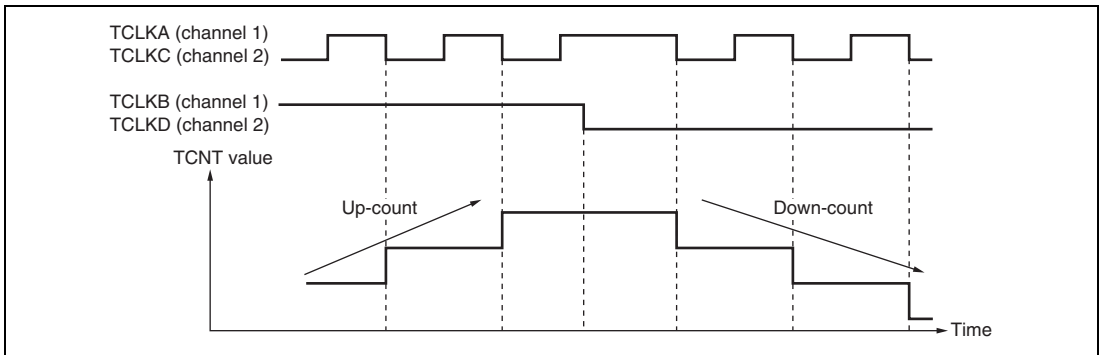 TCLKA (channel 1)
TCLKC (channel 2)
TCLKB (channel 1)
TCLKD (channel 2)
TCNT value
Up-count
Down-count
Time